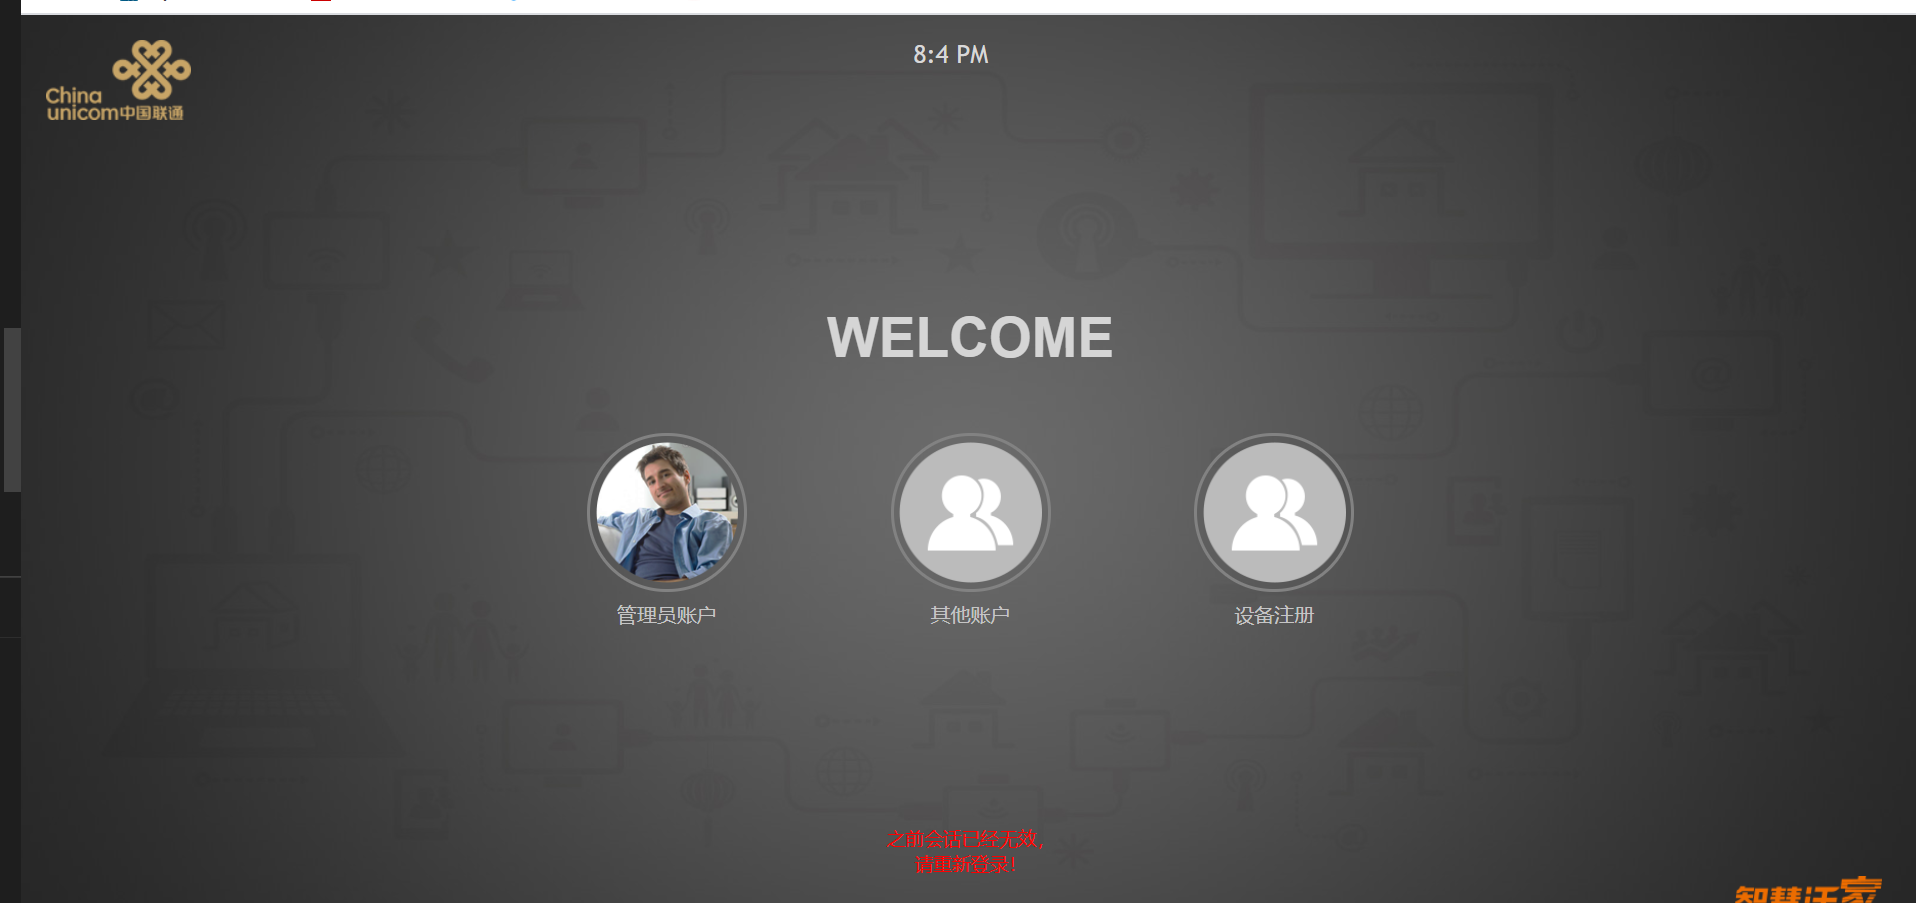 8:4 PM
China
unicom中国联通
WELCOME
管理员账户
其他账户
设备注册
之前会话已经无效，
请重新登录！
智慧沃家